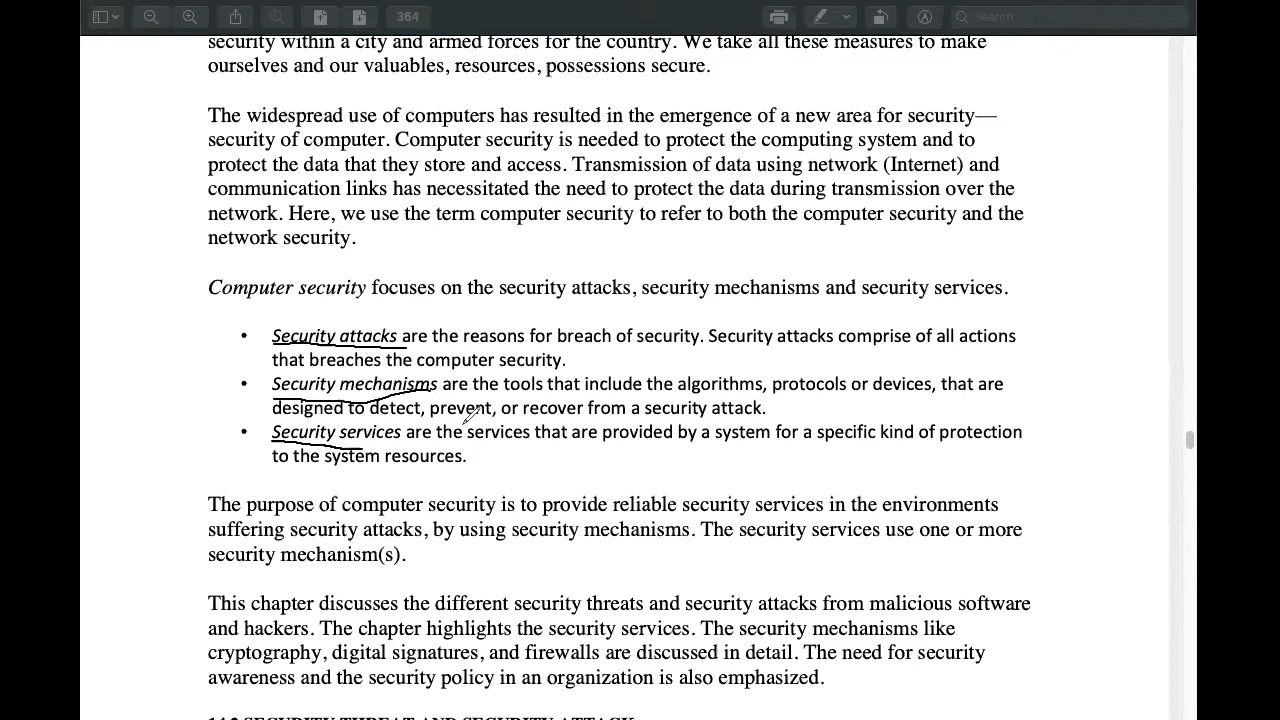 364
Search
security within a city and armed forces for the country. We take all these measures to make
ourselves and our valuables, resources, possessions secure.
The widespread use of computers has resulted in the emergence of a new area for security—
security of computer. Computer security is needed to protect the computing system and to
protect the data that they store and access. Transmission of data using network (Internet) and
communication links has necessitated the need to protect the data during transmission over the
network. Here, we use the term computer security to refer to both the computer security and the
network security.
Computer security focuses on the security attacks, security mechanisms and security services.
• Security attacks are the reasons for breach of security. Security attacks comprise of all actions
that breaches the computer security.
• Security mechanisms are the tools that include the algorithms, protocols or devices, that are
designed to detect, prevent, or recover from a security attack.
• Security services are the services that are provided by a system for a specific kind of protection
to the system resources.
The purpose of computer security is to provide reliable security services in the environments
suffering security attacks, by using security mechanisms. The security services use one or more
security mechanism(s).
This chapter discusses the different security threats and security attacks from malicious software
and hackers. The chapter highlights the security services. The security mechanisms like
cryptography, digital signatures, and firewalls are discussed in detail. The need for security
awareness and the security policy in an organization is also emphasized.
14.2 SECURITY THREAT AND SECURITY ATTACK